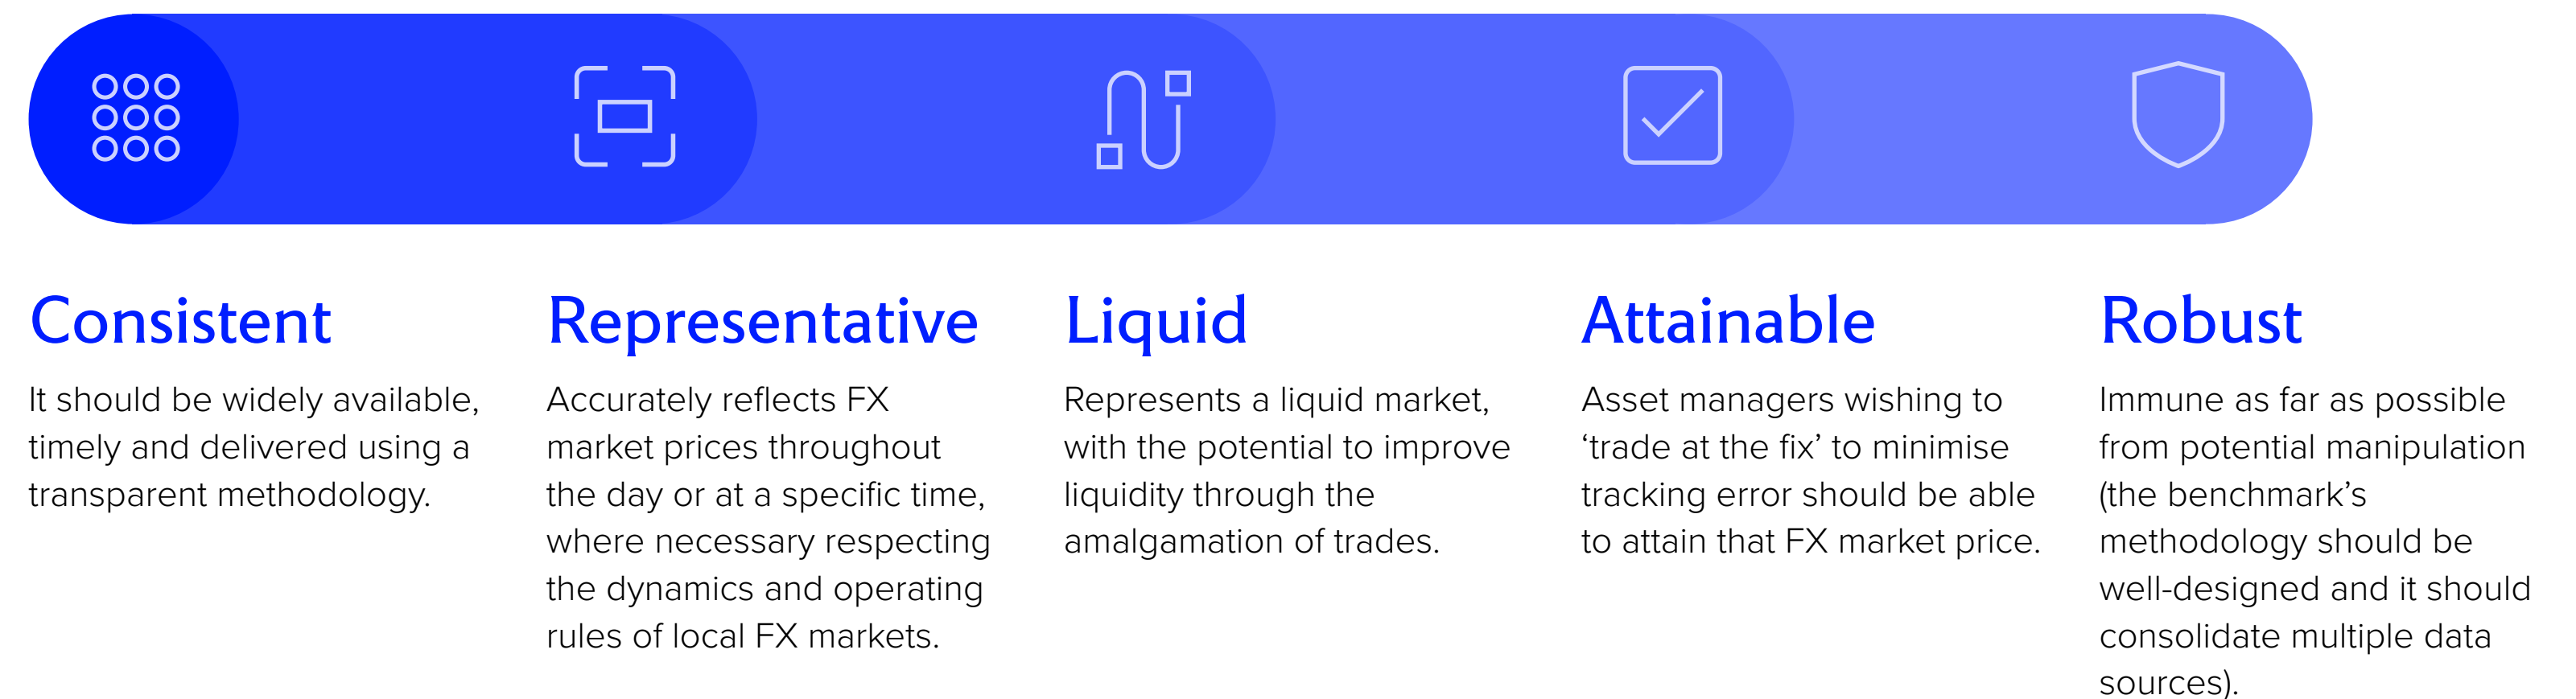 Consistent
It should be widely available,
timely and delivered using a
transparent methodology.
Representative
Accurately reflects FX
market prices throughout
the day or at a specific time,
where necessary respecting
the dynamics and operating
rules of local FX markets.
Liquid
Represents a liquid market,
with the potential to improve
liquidity through the
amalgamation of trades.
Attainable
Asset managers wishing to
‘trade at the fix’ to minimise
tracking error should be able
to attain that FX market price.
Robust
Immune as far as possible
from potential manipulation
(the benchmark’s
methodology should be
well-designed and it should
consolidate multiple data
sources).